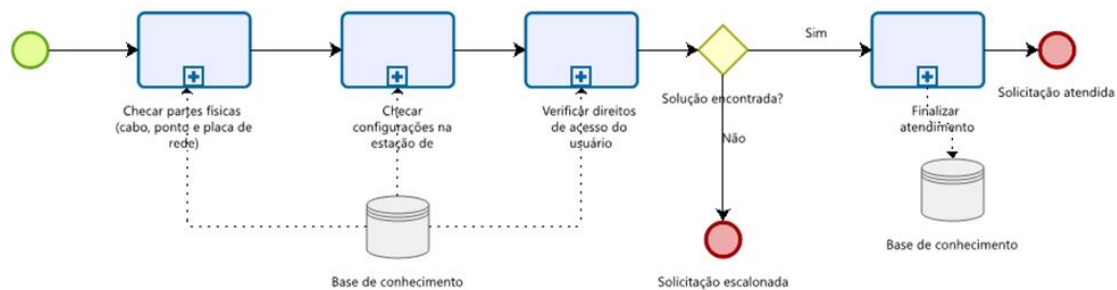 Checar partes físicas
(cabo, ponto e placa de
rede)
Checar
configurações na
estação de
Verificar direitos
de acesso do
usuário
Solução encontrada?
Sim
Não
Finalizar
atendimento
Solicitação atendida
Base de conhecimento
Solicitação escalonada
Base de conhecimento